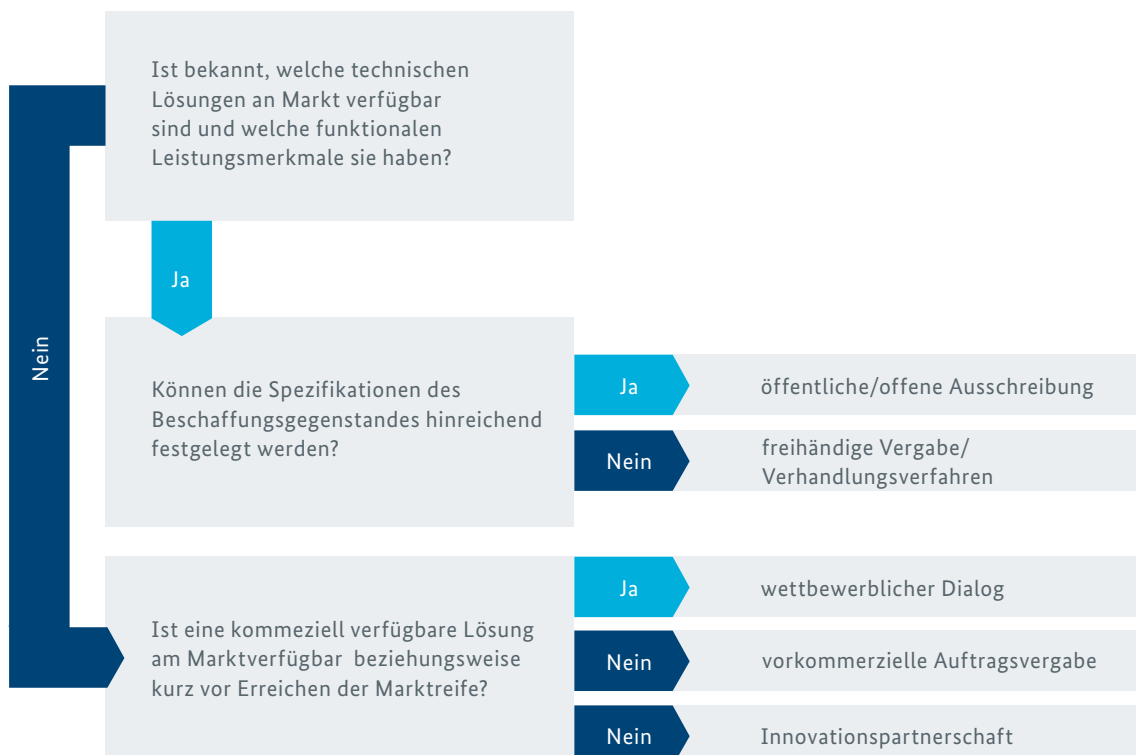 Ist bekannt, welche technischen
Lösungen an Markt verfügbar
sind und welche funktionalen
Leistungsmerkmale sie haben?
Ja
Nein
Können die Spezifikationen des
Beschaffungsgegenstandes hinreichend
festgelegt werden?
Ja
öffentliche/offene Ausschreibung
Nein
freihändige Vergabe/
Verhandlungsverfahren
Ist eine kommeziell verfügbare Lösung
am Marktverfügbar beziehungsweise
kurz vor Erreichen der Marktreife?
Ja
wettbewerblicher Dialog
Nein
vorkommerzielle Auftragsvergabe
Nein
Innovationspartnerschaft